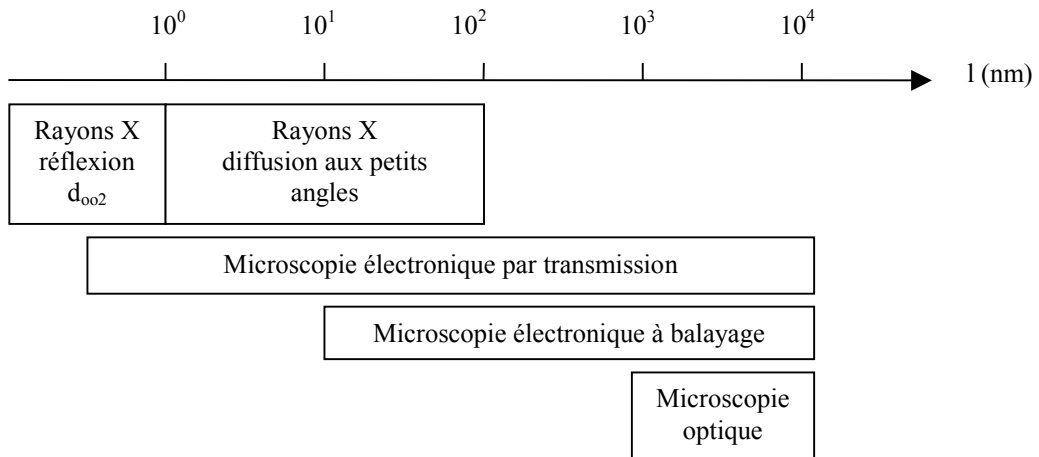 10⁰ 10¹ 10² 10³ 10⁴
l (nm)
Rayons X
réflexion
d₀₀₂
Rayons X
diffusion aux petits
angles
Microscopie électronique par transmission
Microscopie électronique à balayage
Microscopie
optique